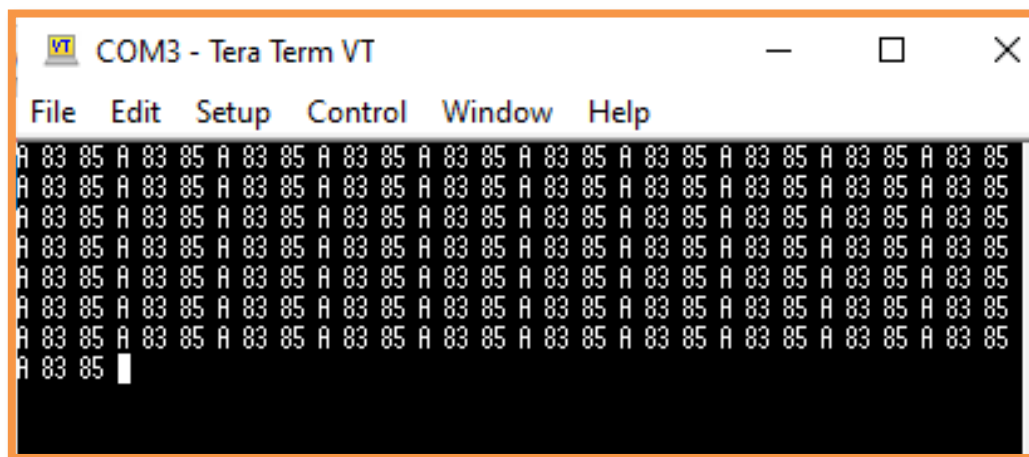 COM3 - Tera Term VT
File Edit Setup Control Window Help
A 83 85 A 83 85 A 83 85 A 83 85 A 83 85 A 83 85 A 83 85 A 83 85 A 83 85 A 83 85
A 83 85 A 83 85 A 83 85 A 83 85 A 83 85 A 83 85 A 83 85 A 83 85 A 83 85 A 83 85
A 83 85 A 83 85 A 83 85 A 83 85 A 83 85 A 83 85 A 83 85 A 83 85 A 83 85 A 83 85
A 83 85 A 83 85 A 83 85 A 83 85 A 83 85 A 83 85 A 83 85 A 83 85 A 83 85 A 83 85
A 83 85 A 83 85 A 83 85 A 83 85 A 83 85 A 83 85 A 83 85 A 83 85 A 83 85 A 83 85
A 83 85 A 83 85 A 83 85 A 83 85 A 83 85 A 83 85 A 83 85 A 83 85 A 83 85 A 83 85
A 83 85 A 83 85 A 83 85 A 83 85 A 83 85 A 83 85 A 83 85 A 83 85 A 83 85 A 83 85
A 83 85